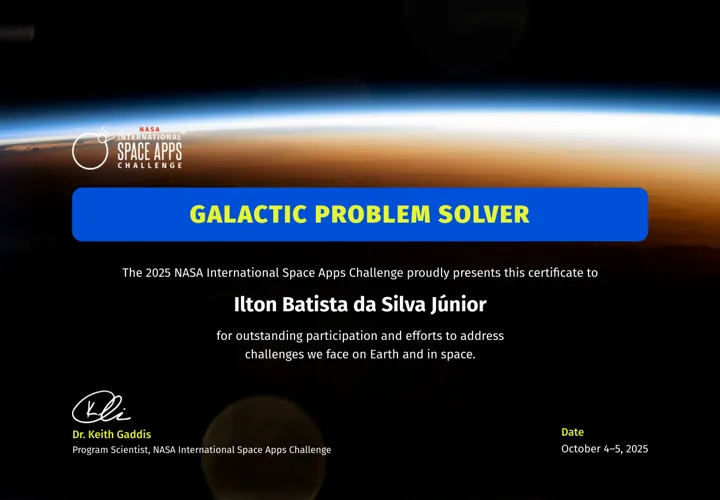 NASA
INTERNATIONAL
SPACE APPS
CHALLENGE
GALACTIC PROBLEM SOLVER
The 2025 NASA International Space Apps Challenge proudly presents this certificate to
Ilton Batista da Silva Júnior
for outstanding participation and efforts to address
challenges we face on Earth and in space.
Dr. Keith Gaddis
Program Scientist, NASA International Space Apps Challenge
Date
October 4–5, 2025